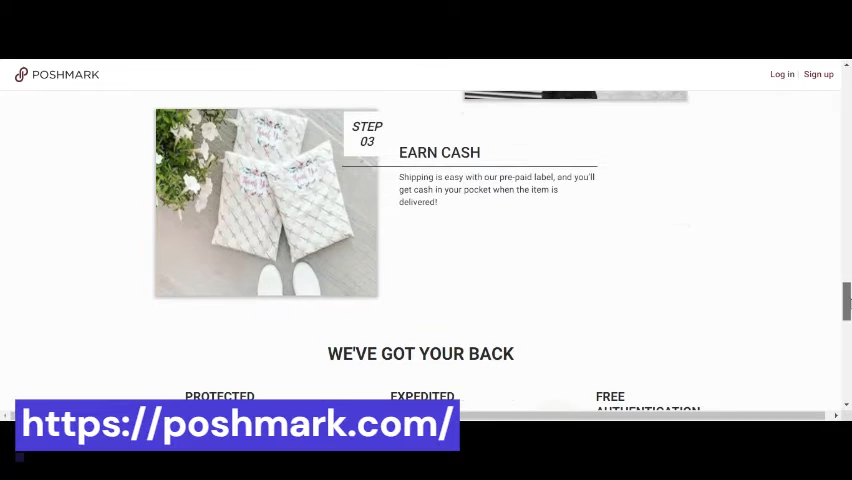 POSHMARK
Log in | Sign up
STEP
03
EARN CASH
Shipping is easy with our pre-paid label, and you'll
get cash in your pocket when the item is
delivered!
WE'VE GOT YOUR BACK
PROTECTED
EXPEDITED
FREE
AUTHENTICATION
https://poshmark.com/